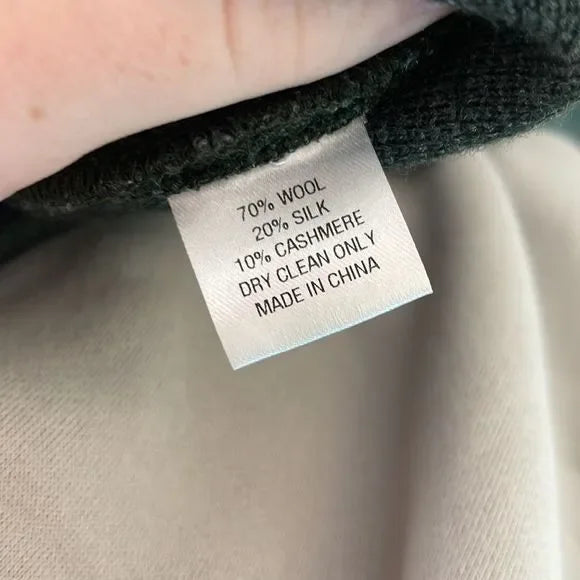 70% WOOL
20% SILK
10% CASHMERE
DRY CLEAN ONLY
MADE IN CHINA